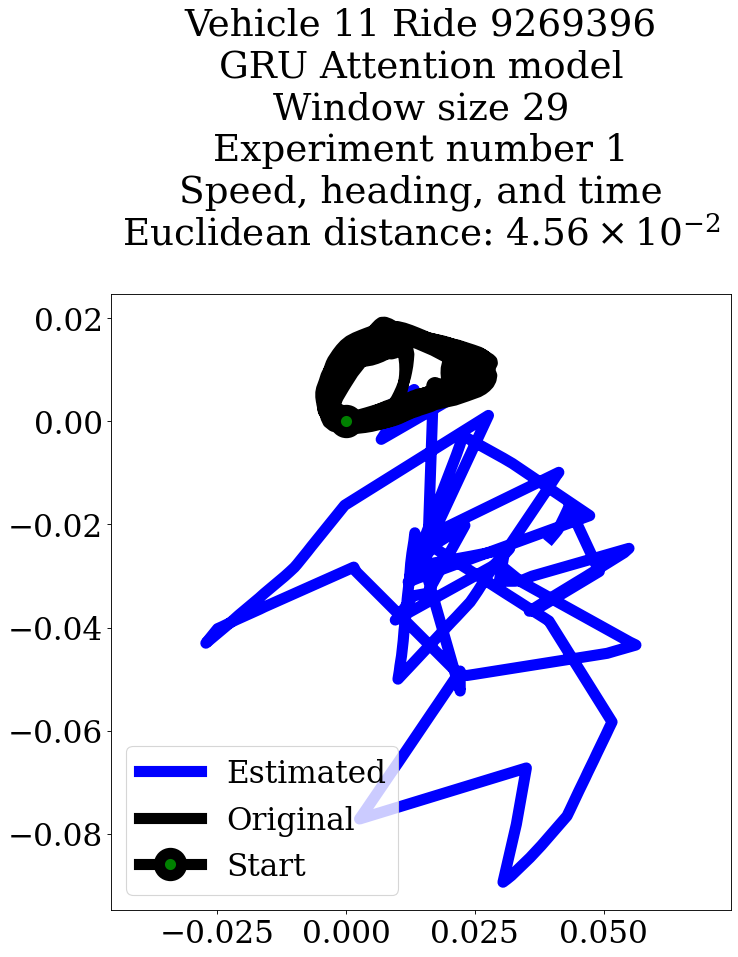 Vehicle 11 Ride 9269396
GRU Attention model
Window size 29
Experiment number 1
Speed, heading, and time
Euclidean distance: 4.56 × 10⁻²
0.02
0.00
−0.02
−0.04
−0.06
−0.08
Estimated
Original
Start
−0.025 0.000 0.025 0.050